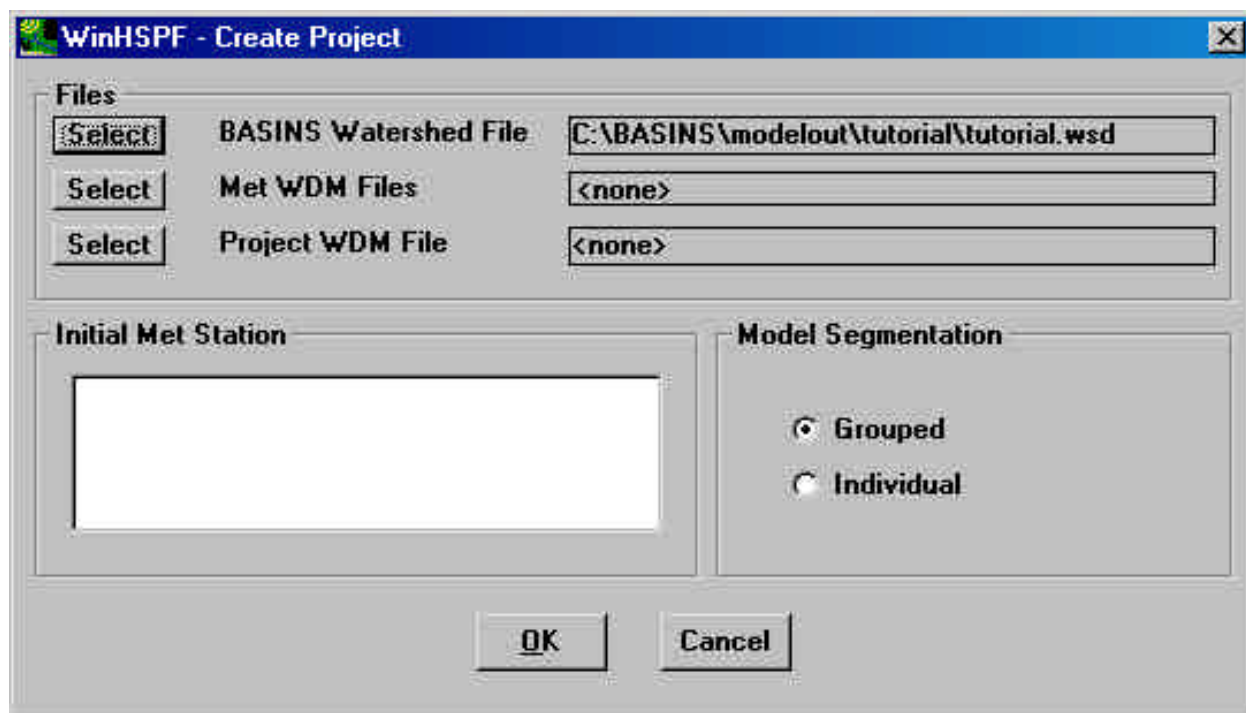 WinHSPF - Create Project
Files
Select BASINS Watershed File C:\BASINS\modelout\tutorial\tutorial.wsd
Select Met WDM Files <none>
Select Project WDM File <none>
Initial Met Station
Model Segmentation
Grouped
Individual
OK Cancel